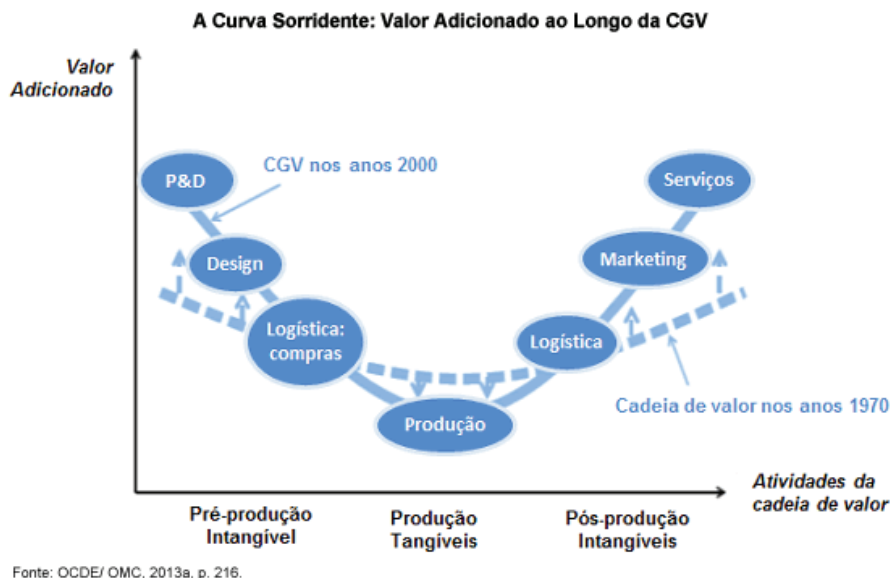 A Curva Sorridente: Valor Adicionado ao Longo da CGV
Valor
Adicionado
CGV nos anos 2000
P&D
Serviços
Design
Marketing
Logística:
compras
Logística
Produção
Cadeia de valor nos anos 1970
Atividades da
cadeia de valor
Pré-produção
Intangível
Produção
Tangíveis
Pós-produção
Intangíveis
Fonte: OCDE/ OMC, 2013a, p. 216.